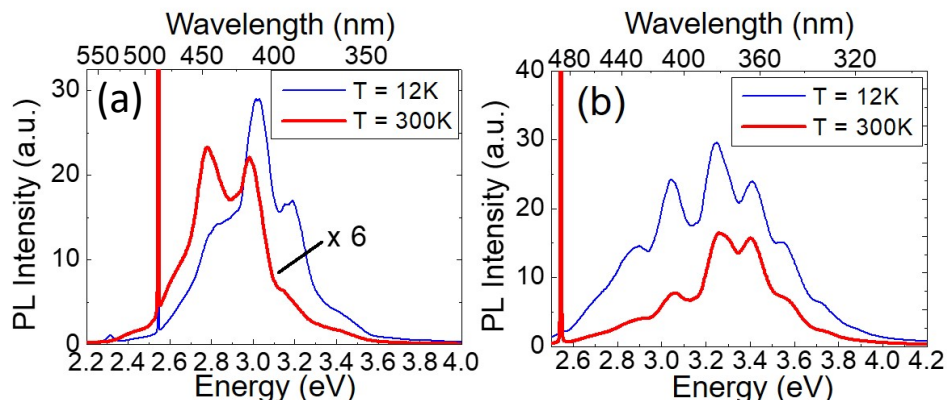 Wavelength (nm)
550 500 450 400 350
(a)
T = 12K
T = 300K
x 6
PL Intensity (a.u.)
30
20
10
0
2.2 2.4 2.6 2.8 3.0 3.2 3.4 3.6 3.8 4.0
Energy (eV)
Wavelength (nm)
480 440 400 360 320
(b)
T = 12K
T = 300K
PL Intensity (a.u.)
40
30
20
10
0
2.6 2.8 3.0 3.2 3.4 3.6 3.8 4.0 4.2
Energy (eV)